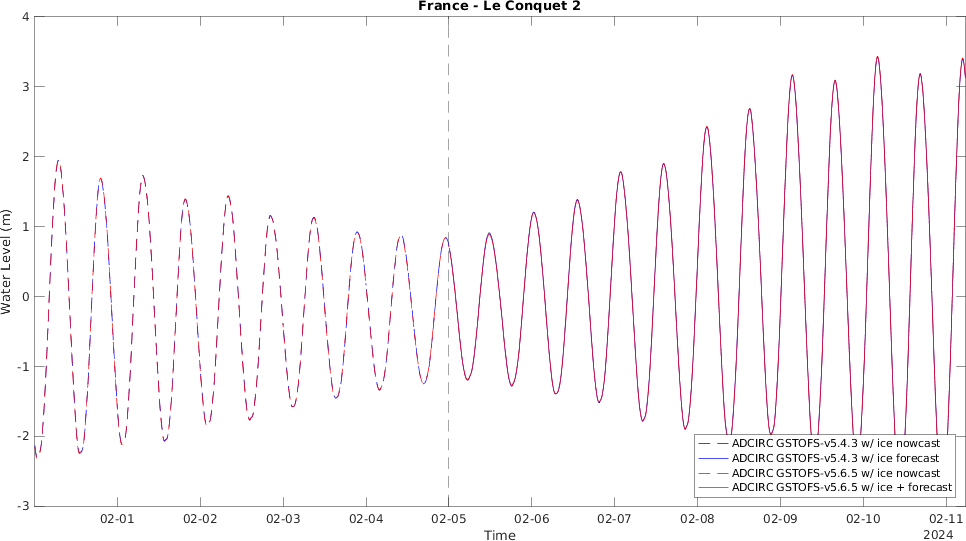 France - Le Conquet 2
4
3
2
1
0
-1
-2
-3
Water Level (m)
02-01 02-02 02-03 02-04 02-05 02-06 02-07 02-08 02-09 02-10 02-11
Time
2024
ADCIRC GSTOFS-v5.4.3 w/ ice nowcast
ADCIRC GSTOFS-v5.4.3 w/ ice forecast
ADCIRC GSTOFS-v5.6.5 w/ ice nowcast
ADCIRC GSTOFS-v5.6.5 w/ ice + forecast